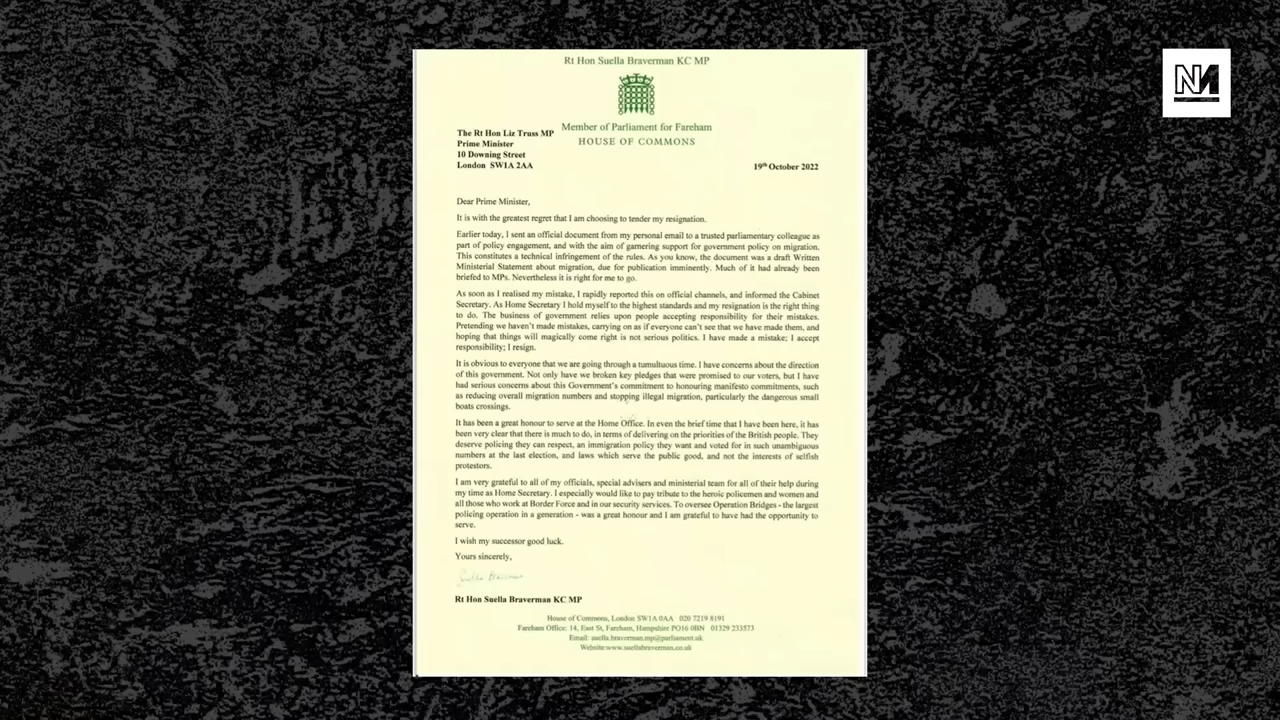 Rt Hon Suella Braverman KC MP
Member of Parliament for Fareham
HOUSE OF COMMONS
The Rt Hon Liz Truss MP
Prime Minister
10 Downing Street
London SW1A 2AA
19th October 2022
Dear Prime Minister,
It is with the greatest regret that I am choosing to tender my resignation.
Earlier today, I sent an official document from my personal email to a trusted parliamentary colleague as
part of policy engagement, and with the aim of garnering support for government policy on migration.
This constitutes a technical infringement of the rules. As you know, the document was a draft Written
Ministerial Statement about migration, due for publication imminently. Much of it had already been
briefed to MPs. Nevertheless it is right for me to go.
As soon as I realised my mistake, I rapidly reported this on official channels, and informed the Cabinet
Secretary. As Home Secretary I hold myself to the highest standards and my resignation is the right thing
to do. The business of government relies upon people accepting responsibility for their mistakes.
Pretending we haven't made mistakes, carrying on as if everyone can't see that we have made them, and
hoping that things will magically come right is not serious politics. I have made a mistake; I accept
responsibility; I resign.
It is obvious to everyone that we are going through a tumultuous time. I have concerns about the direction
of this government. Not only have we broken key pledges that were promised to our voters, but I have
had serious concerns about this Government's commitment to honouring manifesto commitments, such
as reducing overall migration numbers and stopping illegal migration, particularly the dangerous small
boats crossings.
It has been a great honour to serve at the Home Office. In even the brief time that I have been here, it has
been very clear that there is much to do, in terms of delivering on the priorities of the British people. They
deserve policing they can respect, an immigration policy they want and voted for in such unambiguous
numbers at the last election, and laws which serve the public good, and not the interests of selfish
protestors.
I am very grateful to all of my officials, special advisers and ministerial team for all of their help during
my time as Home Secretary. I especially would like to pay tribute to the heroic policemen and women and
all those who work at Border Force and in our security services. To oversee Operation Bridges - the largest
policing operation in a generation - was a great honour and I am grateful to have had the opportunity to
serve.
I wish my successor good luck.
Yours sincerely,
Suella Braverman
Rt Hon Suella Braverman KC MP
House of Commons, London SW1A 0AA 020 7219 8191
Fareham Office: 14, East St, Fareham, Hampshire PO16 0BN 01329 233573
Email: suella.braverman.mp@parliament.uk
Website:www.suellabraverman.co.uk
NM